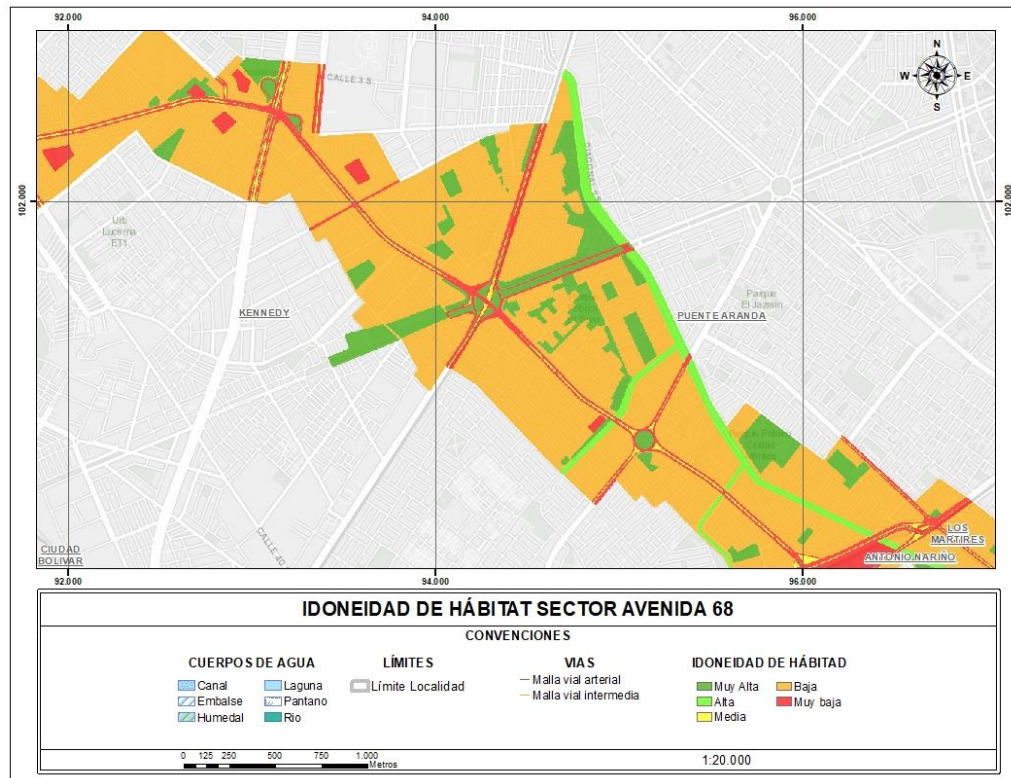 92.000 94.000 96.000
N
W E
S
CALLE 3 S
102.000 102.000
Urb
Lucerna
ET1
Parque
El Jazmin
KENNEDY PUENTE ARANDA
CALLE 40
CIUDAD
BOLIVAR
LOS
MARTIRES
ANTONIO NARIÑO
92.000 94.000 96.000
IDONEIDAD DE HÁBITAT SECTOR AVENIDA 68
CONVENCIONES
CUERPOS DE AGUA LÍMITES VIAS IDONEIDAD DE HÁBITAD
Canal Laguna Límite Localidad Malla vial arterial Muy Alta Baja
Embalse Pantano Malla vial intermedia Alta Muy baja
Humedal Rio Media
0 125 250 500 750 1.000
Metros
1:20.000